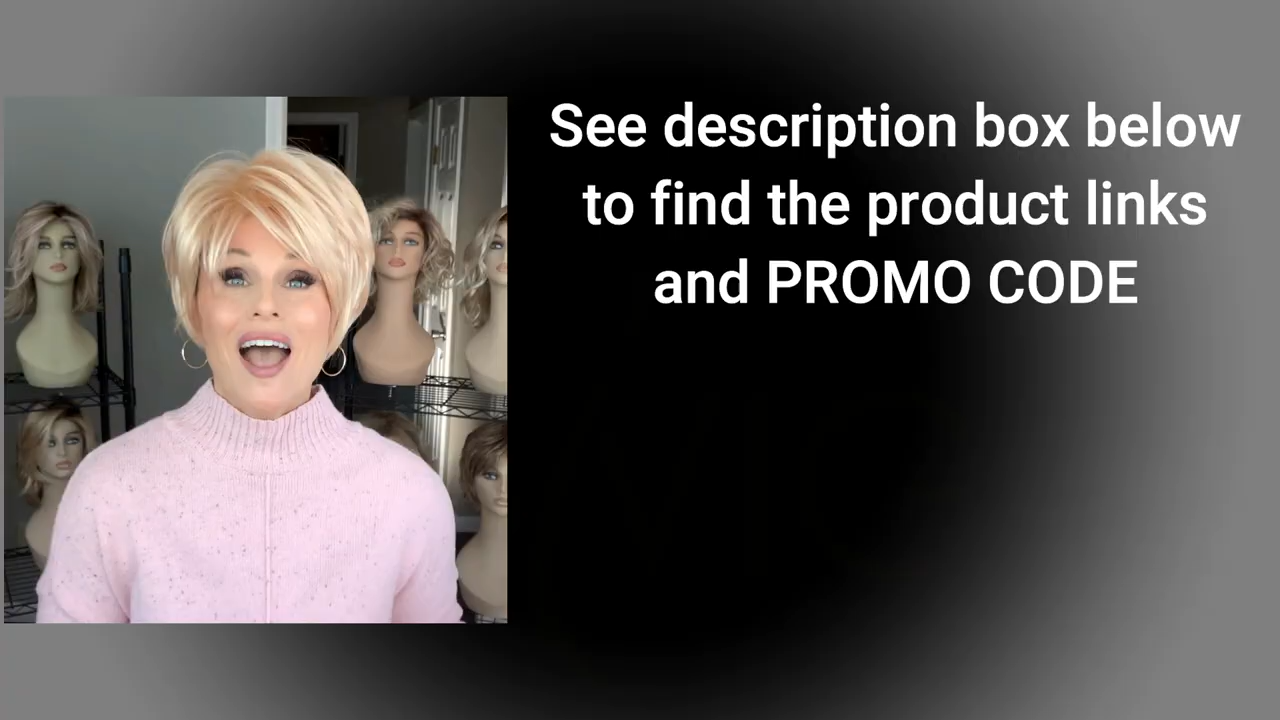 See description box below
to find the product links
and PROMO CODE